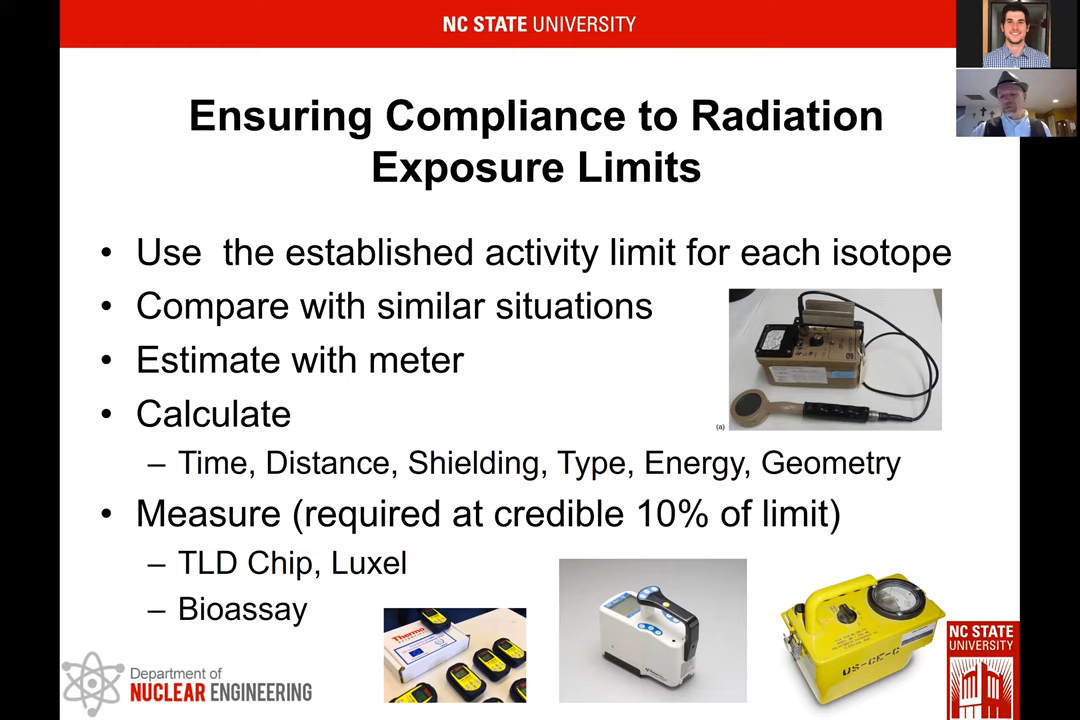 NC STATE UNIVERSITY
Ensuring Compliance to Radiation
Exposure Limits
• Use the established activity limit for each isotope
• Compare with similar situations
• Estimate with meter
• Calculate
– Time, Distance, Shielding, Type, Energy, Geometry
• Measure (required at credible 10% of limit)
– TLD Chip, Luxel
– Bioassay
(a)
Thermo
US-CE-C
Department of
NUCLEAR ENGINEERING
NC STATE
UNIVERSITY